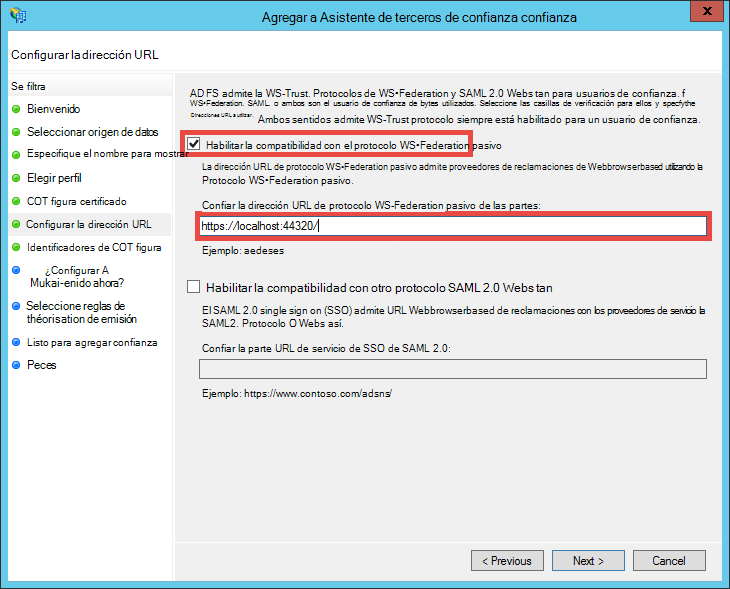 Agregar a Asistente de terceros de confianza confianza
x
Configurar la dirección URL
Se filtra
Bienvenido
Seleccionar origen de datos
Especifique el nombre para mostrar
Elegir perfil
COT figura certificado
Configurar la dirección URL
Identificadores de COT figura
¿Configurar A
Mukai-enido ahora?
Seleccione reglas de
théorisation de emisión
Listo para agregar confianza
Peces
AD FS admite la WS-Trust. Protocolos de WS•Federation y SAML 2.0 Webs tan para usuarios de confianza. f
WS•Federation. SAML. o ambos son el usuario de confianza de bytes utilizados. Seleccione las casillas de verificación para ellos y specfythe
Direcciones URL a utilizar. Ambos sentidos admite WS-Trust protocolo siempre está habilitado para un usuario de confianza.
Habilitar la compatibilidad con el protocolo WS•Federation pasivo
La dirección URL de protocolo WS•Federation pasivo admite proveedores de reclamaciones de Webbrowserbased utilizando la
Protocolo WS•Federation pasivo.
Confiar la dirección URL de protocolo WS-Federation pasivo de las partes:
https://localhost:44320/
Ejemplo: aedeses
Habilitar la compatibilidad con otro protocolo SAML 2.0 Webs tan
El SAML 2.0 single sign on (SSO) admite URL Webbrowserbased de reclamaciones con los proveedores de servicio la
SAML2. Protocolo O Webs así.
Confiar la parte URL de servicio de SSO de SAML 2.0:
Ejemplo: https://www.contoso.com/adsns/
< Previous
Next >
Cancel